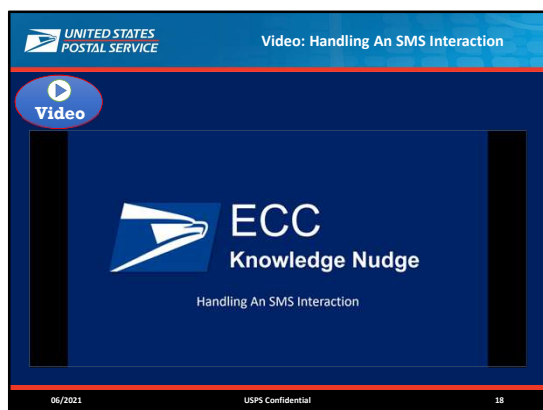 UNITED STATES
POSTAL SERVICE
Video: Handling An SMS Interaction
Video
ECC
Knowledge Nudge
Handling An SMS Interaction
06/2021 USPS Confidential 18